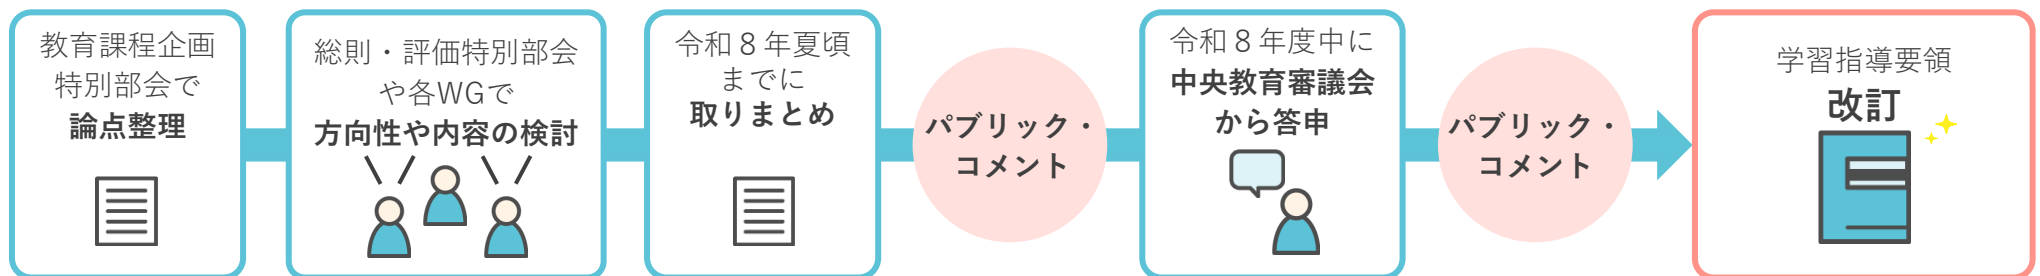 教育課程企画
特別部会で
論点整理
総則・評価特別部会
や各WGで
方向性や内容の検討
令和８年夏頃
までに
取りまとめ
パブリック・
コメント
令和８年度中に
中央教育審議会
から答申
パブリック・
コメント
学習指導要領
改訂